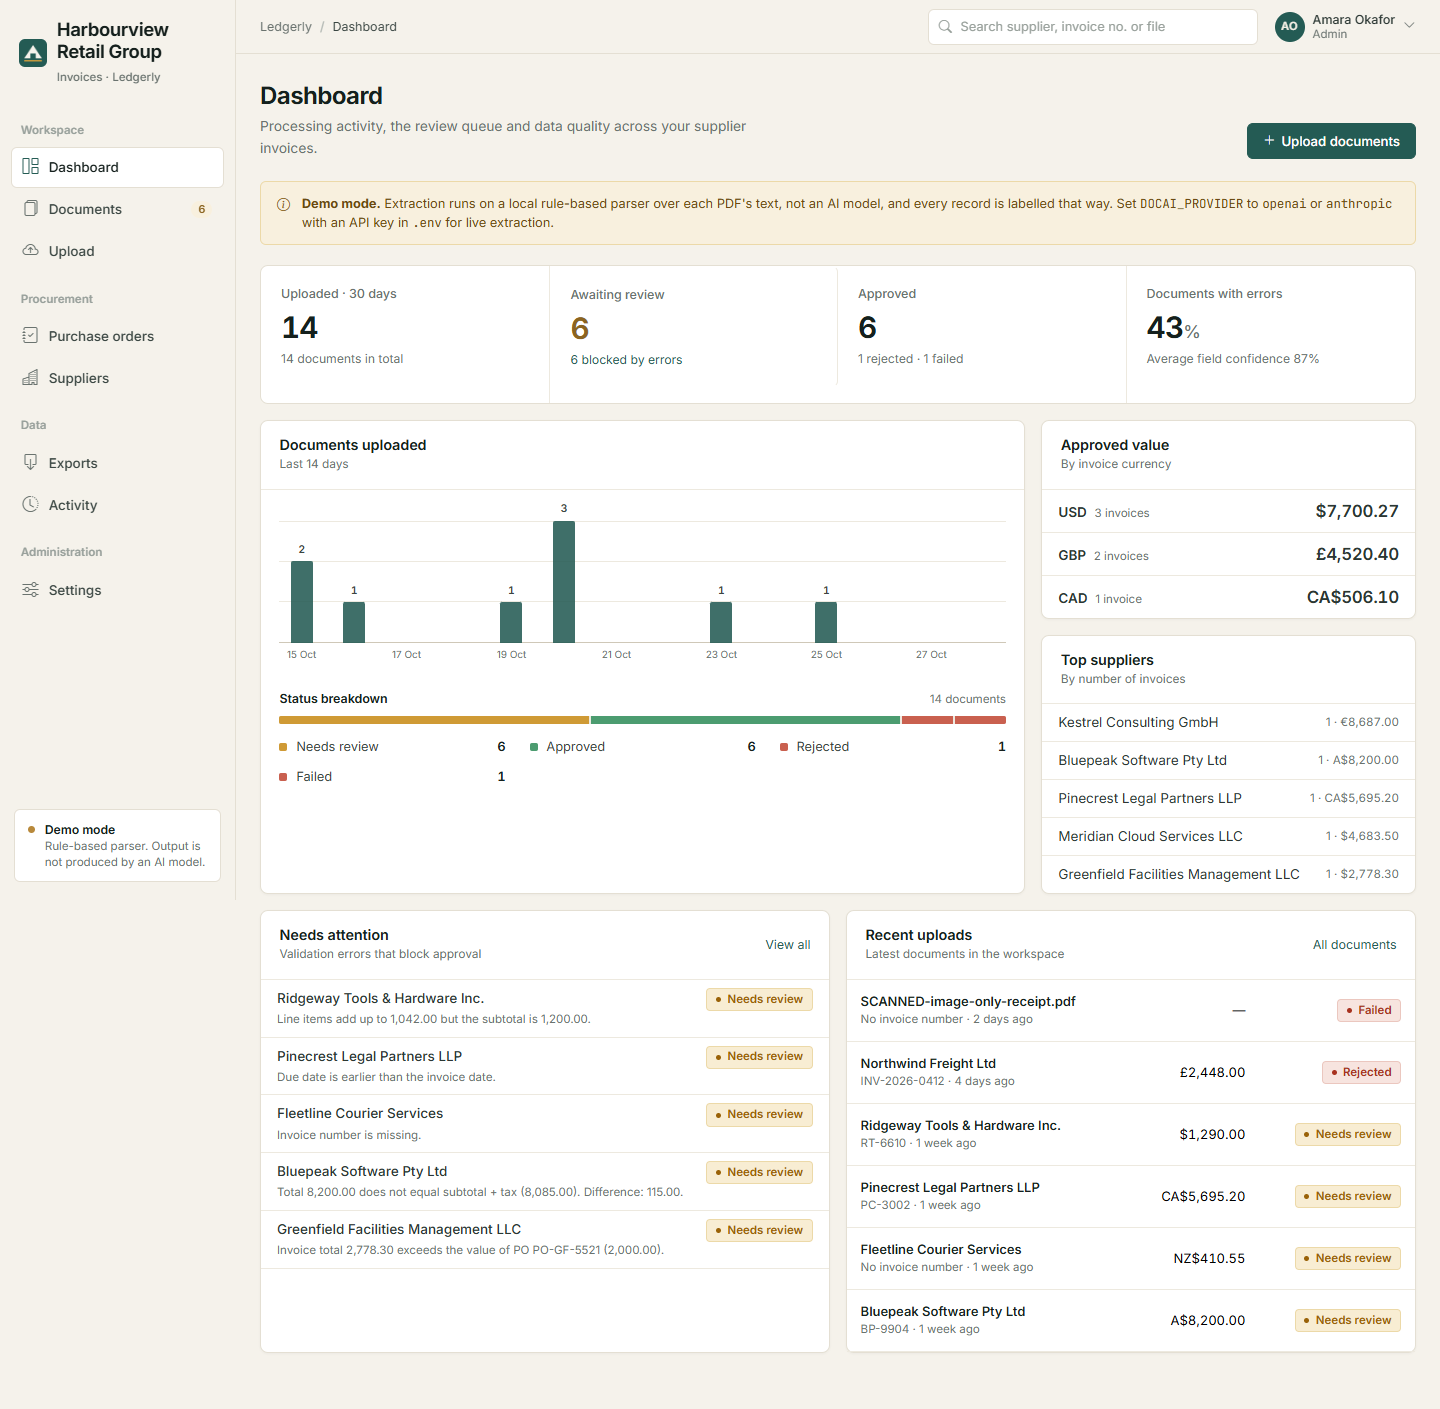 Harbourview
Retail Group
Invoices · Ledgerly
Workspace
Dashboard
Documents 6
Upload
Procurement
Purchase orders
Suppliers
Data
Exports
Activity
Administration
Settings
Demo mode
Rule-based parser. Output is
not produced by an AI model.
Ledgerly / Dashboard
Search supplier, invoice no. or file
AO
Amara Okafor
Admin
Dashboard
Processing activity, the review queue and data quality across your supplier
invoices.
+ Upload documents
Demo mode. Extraction runs on a local rule-based parser over each PDF's text, not an AI model, and every record is labelled that way. Set DOCAI_PROVIDER to openai or anthropic
with an API key in .env for live extraction.
Uploaded · 30 days
14
14 documents in total
Awaiting review
6
6 blocked by errors
Approved
6
1 rejected · 1 failed
Documents with errors
43%
Average field confidence 87%
Documents uploaded
Last 14 days
2 1 1 3 1 1
15 Oct 17 Oct 19 Oct 21 Oct 23 Oct 25 Oct 27 Oct
Status breakdown 14 documents
Needs review 6 Approved 6 Rejected 1
Failed 1
Approved value
By invoice currency
USD 3 invoices $7,700.27
GBP 2 invoices £4,520.40
CAD 1 invoice CA$506.10
Top suppliers
By number of invoices
Kestrel Consulting GmbH 1 · €8,687.00
Bluepeak Software Pty Ltd 1 · A$8,200.00
Pinecrest Legal Partners LLP 1 · CA$5,695.20
Meridian Cloud Services LLC 1 · $4,683.50
Greenfield Facilities Management LLC 1 · $2,778.30
Needs attention
Validation errors that block approval
View all
Ridgeway Tools & Hardware Inc. Needs review
Line items add up to 1,042.00 but the subtotal is 1,200.00.
Pinecrest Legal Partners LLP Needs review
Due date is earlier than the invoice date.
Fleetline Courier Services Needs review
Invoice number is missing.
Bluepeak Software Pty Ltd Needs review
Total 8,200.00 does not equal subtotal + tax (8,085.00). Difference: 115.00.
Greenfield Facilities Management LLC Needs review
Invoice total 2,778.30 exceeds the value of PO PO-GF-5521 (2,000.00).
Recent uploads
Latest documents in the workspace
All documents
SCANNED-image-only-receipt.pdf
No invoice number · 2 days ago
— Failed
Northwind Freight Ltd
INV-2026-0412 · 4 days ago
£2,448.00 Rejected
Ridgeway Tools & Hardware Inc.
RT-6610 · 1 week ago
$1,290.00 Needs review
Pinecrest Legal Partners LLP
PC-3002 · 1 week ago
CA$5,695.20 Needs review
Fleetline Courier Services
No invoice number · 1 week ago
NZ$410.55 Needs review
Bluepeak Software Pty Ltd
BP-9904 · 1 week ago
A$8,200.00 Needs review